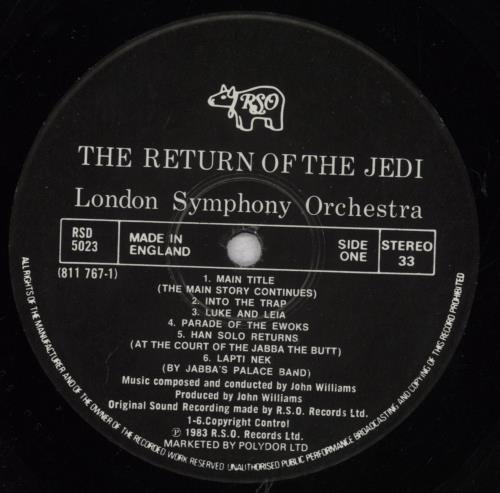 RSO
THE RETURN OF THE JEDI
London Symphony Orchestra
RSD
5023
MADE IN
ENGLAND
SIDE
ONE
STEREO
33
(811 767-1)
1. MAIN TITLE
(THE MAIN STORY CONTINUES)
2. INTO THE TRAP
3. LUKE AND LEIA
4. PARADE OF THE EWOKS
5. HAN SOLO RETURNS
(AT THE COURT OF THE JABBA THE BUTT)
6. LAPTI NEK
(BY JABBA'S PALACE BAND)
Music composed and conducted by John Williams
Produced by John Williams
Original Sound Recording made by R.S.O. Records Ltd.
1-6.Copyright Control
℗ 1983 R.S.O. Records Ltd.
MARKETED BY POLYDOR LTD
ALL RIGHTS OF THE MANUFACTURER AND OF THE OWNER OF THE RECORDED WORK RESERVED UNAUTHORISED PUBLIC PERFORMANCE BROADCASTING AND COPYING OF THIS RECORD PROHIBITED